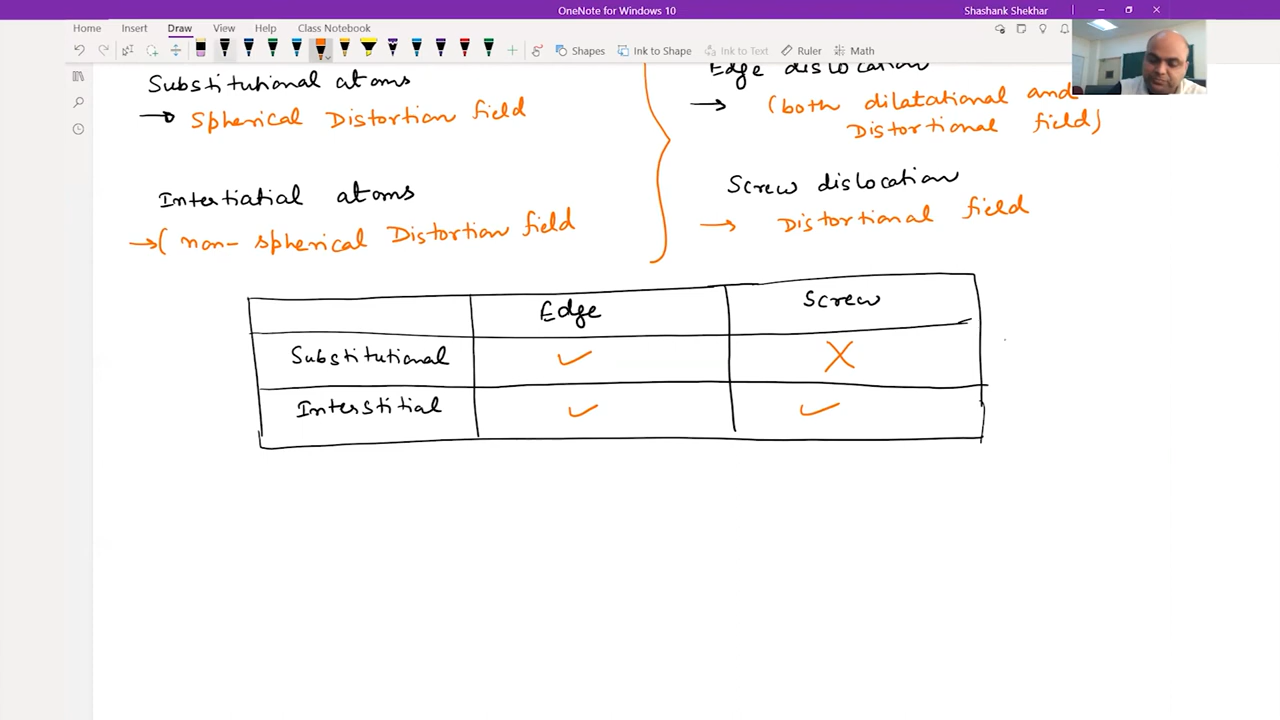 OneNote for Windows 10
Shashank Shekhar
Home Insert Draw View Help Class Notebook
Shapes Ink to Shape Ink to Text Ruler Math
Substitutional atoms
→ Spherical Distortion field
Intertiatial atoms
→( non-spherical Distortion field
Edge dislocation
→ (both dilatational and
Distortional field)
Screw dislocation
→ Distortional field
Edge Screw
Substitutional ✓ X
Interstitial ✓ ✓